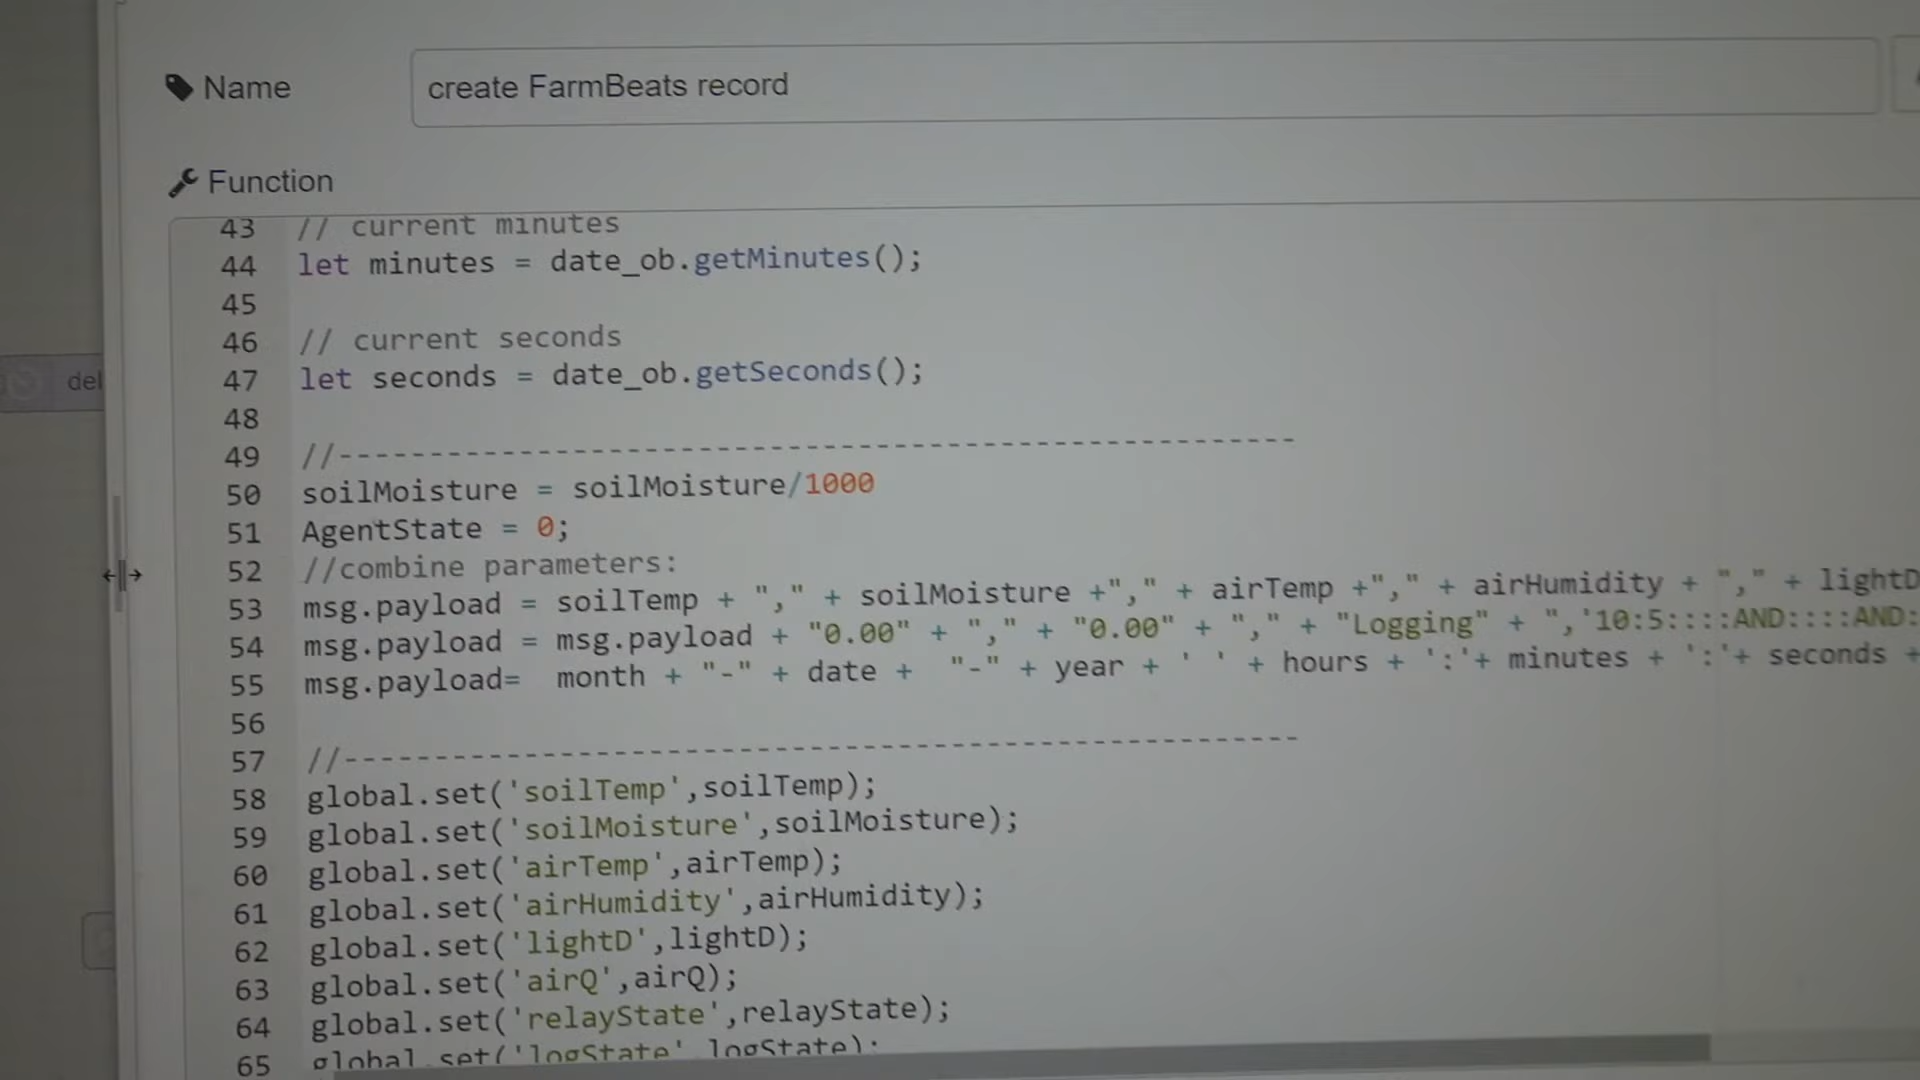 Name
create FarmBeats record
Function
43 // current minutes
44 let minutes = date_ob.getMinutes();
45
46 // current seconds
47 let seconds = date_ob.getSeconds();
48
49 //-----------------------------------------------------
50 soilMoisture = soilMoisture/1000
51 AgentState = 0;
52 //combine parameters:
53 msg.payload = soilTemp + "," + soilMoisture +"," + airTemp +"," + airHumidity + "," + lightD
54 msg.payload = msg.payload + "0.00" + "," + "0.00" + "," + "Logging" + ",'10:5::::AND::::AND:
55 msg.payload=  month + "-" + date +  "-" + year + ' ' + hours + ':'+ minutes + ':'+ seconds +
56
57 //-----------------------------------------------------
58 global.set('soilTemp',soilTemp);
59 global.set('soilMoisture',soilMoisture);
60 global.set('airTemp',airTemp);
61 global.set('airHumidity',airHumidity);
62 global.set('lightD',lightD);
63 global.set('airQ',airQ);
64 global.set('relayState',relayState);
65 global.set('logState',logState);
del